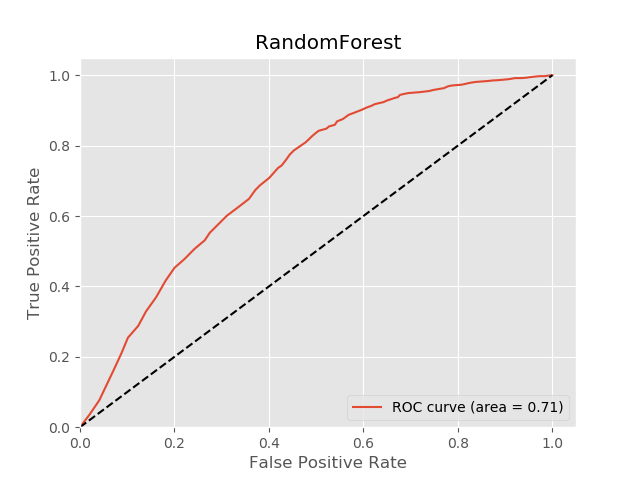 RandomForest
True Positive Rate
1.0
0.8
0.6
0.4
0.2
0.0
ROC curve (area = 0.71)
0.0 0.2 0.4 0.6 0.8 1.0
False Positive Rate